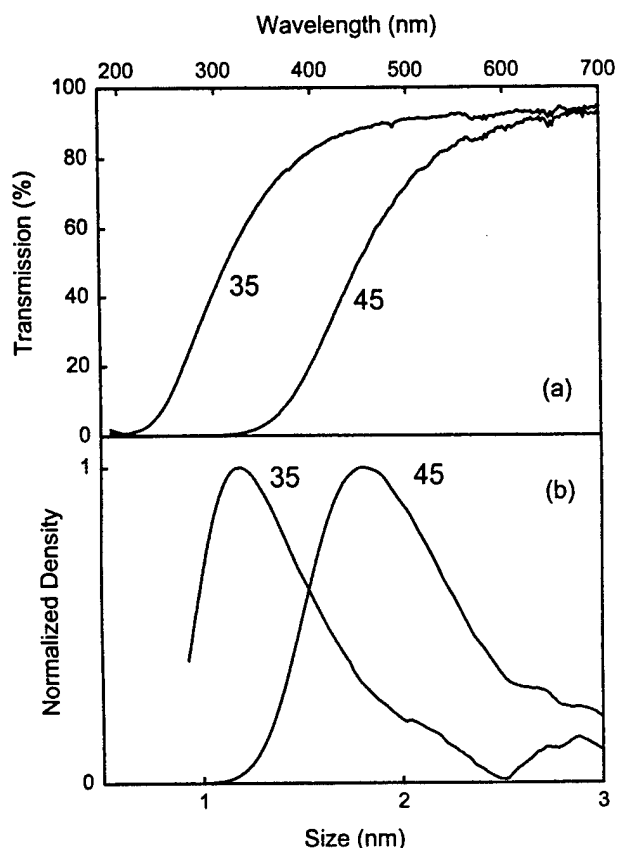 Wavelength (nm)
200 300 400 500 600 700
100
80
60
40
20
0
Transmission (%)
35
45
(a)
1
0
Normalized Density
35
45
(b)
1 2 3
Size (nm)